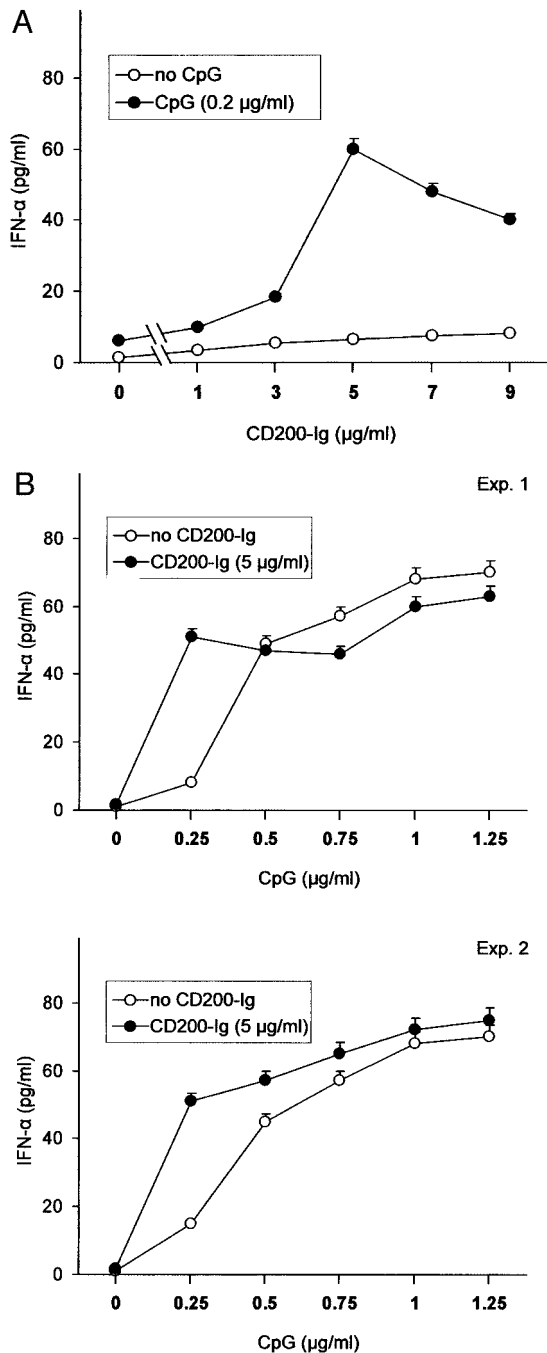 A
no CpG
CpG (0.2 µg/ml)
80
60
40
20
0
IFN-α (pg/ml)
0 1 3 5 7 9
CD200-Ig (µg/ml)
B
Exp. 1
no CD200-Ig
CD200-Ig (5 µg/ml)
80
60
40
20
0
IFN-α (pg/ml)
0 0.25 0.5 0.75 1 1.25
CpG (µg/ml)
Exp. 2
no CD200-Ig
CD200-Ig (5 µg/ml)
80
60
40
20
0
IFN-α (pg/ml)
0 0.25 0.5 0.75 1 1.25
CpG (µg/ml)